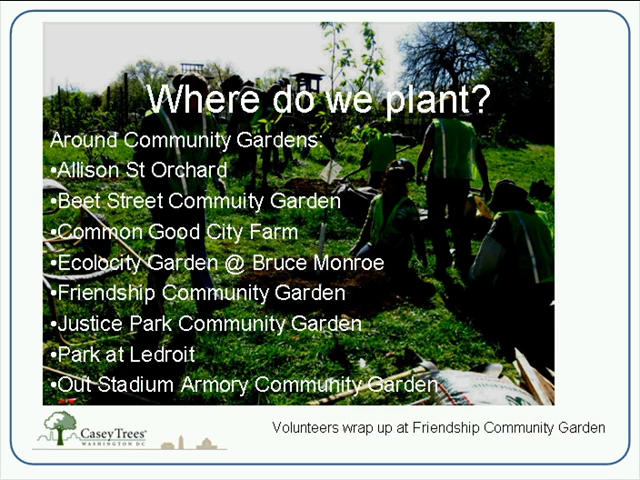 Where do we plant?
Around Community Gardens:
•Allison St Orchard
•Beet Street Commuity Garden
•Common Good City Farm
•Ecolocity Garden @ Bruce Monroe
•Friendship Community Garden
•Justice Park Community Garden
•Park at Ledroit
•Out Stadium Armory Community Garden
Volunteers wrap up at Friendship Community Garden
Casey Trees
WASHINGTON DC